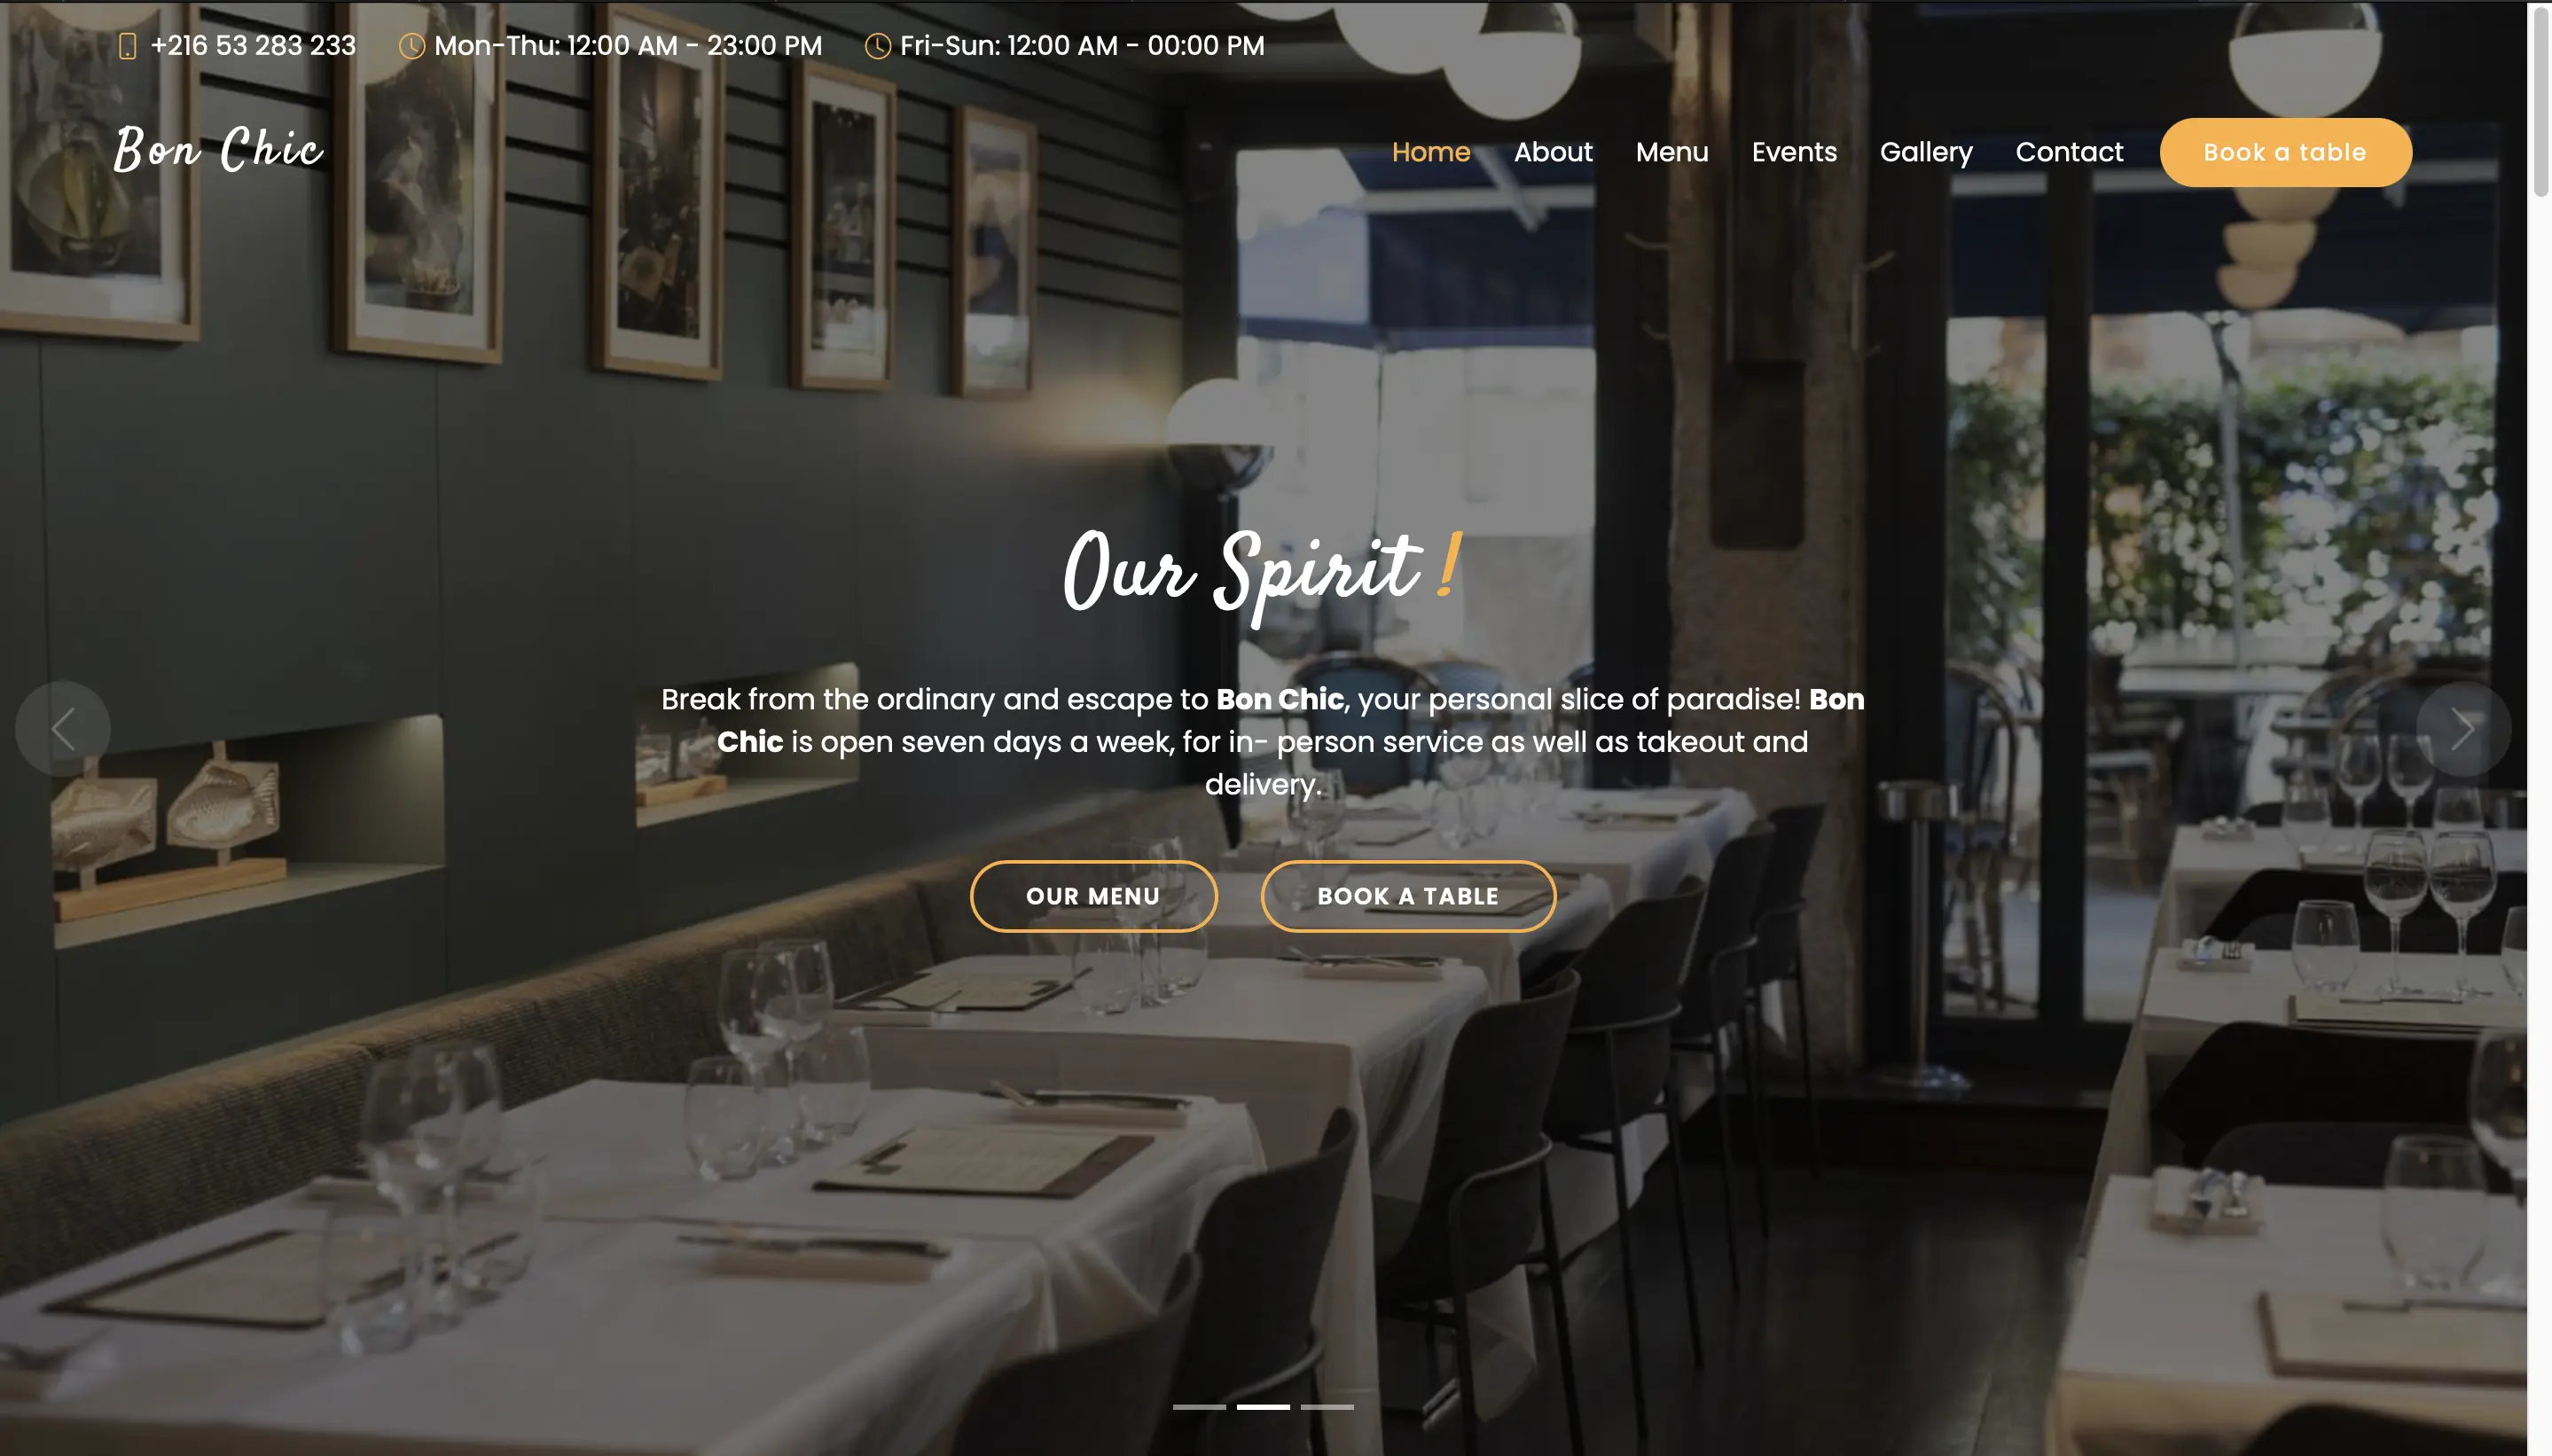 +216 53 283 233 Mon-Thu: 12:00 AM - 23:00 PM Fri-Sun: 12:00 AM - 00:00 PM
Bon Chic
Home About Menu Events Gallery Contact Book a table
Our Spirit !
Break from the ordinary and escape to Bon Chic, your personal slice of paradise! Bon
Chic is open seven days a week, for in- person service as well as takeout and
delivery.
OUR MENU BOOK A TABLE